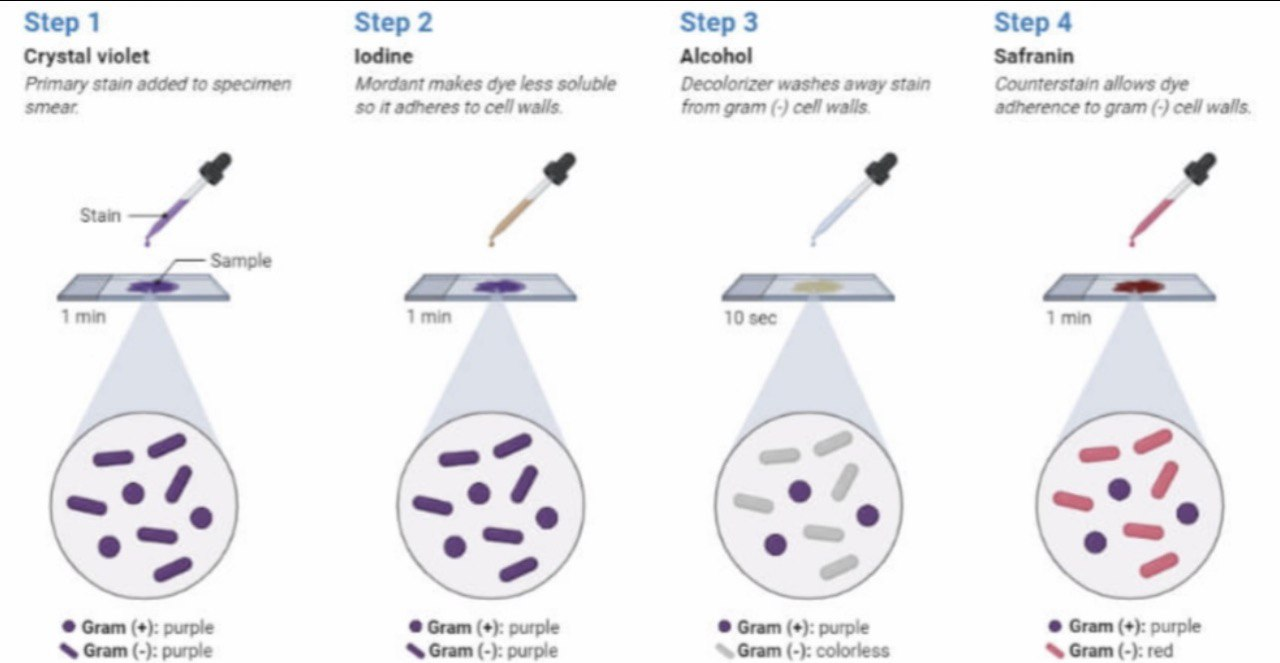 Step 1
Crystal violet
Primary stain added to specimen
smear.
Stain
Sample
1 min
Gram (+): purple
Gram (-): purple
Step 2
Iodine
Mordant makes dye less soluble
so it adheres to cell walls.
1 min
Gram (+): purple
Gram (-): purple
Step 3
Alcohol
Decolorizer washes away stain
from gram (-) cell walls.
10 sec
Gram (+): purple
Gram (-): colorless
Step 4
Safranin
Counterstain allows dye
adherence to gram (-) cell walls.
1 min
Gram (+): purple
Gram (-): red